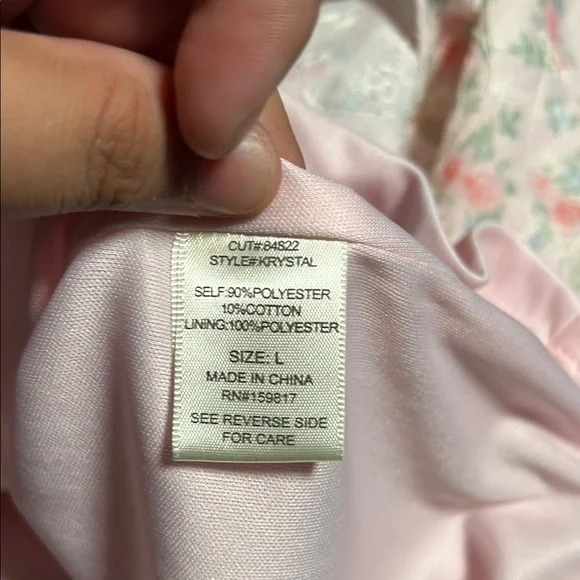 CUT#:84822
STYLE#:KRYSTAL
SELF:90%POLYESTER
10%COTTON
LINING:100%POLYESTER
SIZE: L
MADE IN CHINA
RN#159817
SEE REVERSE SIDE
FOR CARE